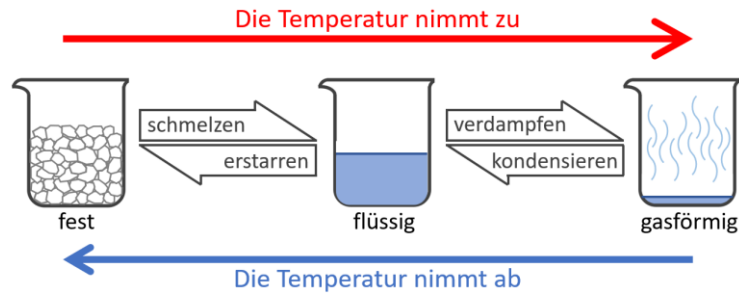 Die Temperatur nimmt zu
schmelzen
erstarren
verdampfen
kondensieren
fest
flüssig
gasförmig
Die Temperatur nimmt ab